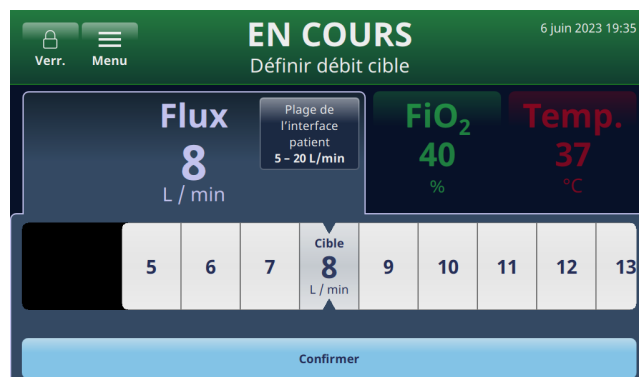 EN COURS
6 juin 2023 19:35
Verr.
Menu
Définir débit cible
Flux
8
L / min
Plage de
l’interface
patient
5 – 20 L/min
FiO2
40
%
Temp.
37
°C
5
6
7
Cible
8
L / min
9
10
11
12
13
Confirmer